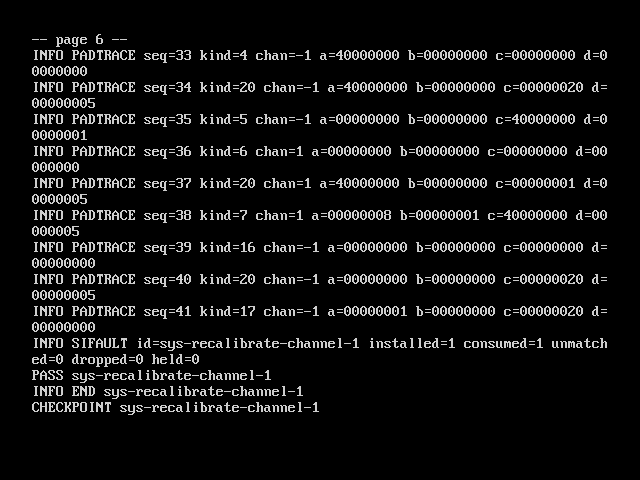 -- page 6 --
INFO PADTRACE seq=33 kind=4 chan=-1 a=40000000 b=00000000 c=00000000 d=0
0000000
INFO PADTRACE seq=34 kind=20 chan=-1 a=40000000 b=00000000 c=00000020 d=
00000005
INFO PADTRACE seq=35 kind=5 chan=-1 a=00000000 b=00000000 c=40000000 d=0
0000001
INFO PADTRACE seq=36 kind=6 chan=1 a=00000000 b=00000000 c=00000000 d=00
000000
INFO PADTRACE seq=37 kind=20 chan=1 a=40000000 b=00000000 c=00000001 d=0
0000005
INFO PADTRACE seq=38 kind=7 chan=1 a=00000008 b=00000001 c=40000000 d=00
000005
INFO PADTRACE seq=39 kind=16 chan=-1 a=00000000 b=00000000 c=00000000 d=
00000000
INFO PADTRACE seq=40 kind=20 chan=-1 a=00000000 b=00000000 c=00000020 d=
00000005
INFO PADTRACE seq=41 kind=17 chan=-1 a=00000001 b=00000000 c=00000020 d=
00000000
INFO SIFAULT id=sys-recalibrate-channel-1 installed=1 consumed=1 unmatch
ed=0 dropped=0 held=0
PASS sys-recalibrate-channel-1
INFO END sys-recalibrate-channel-1
CHECKPOINT sys-recalibrate-channel-1